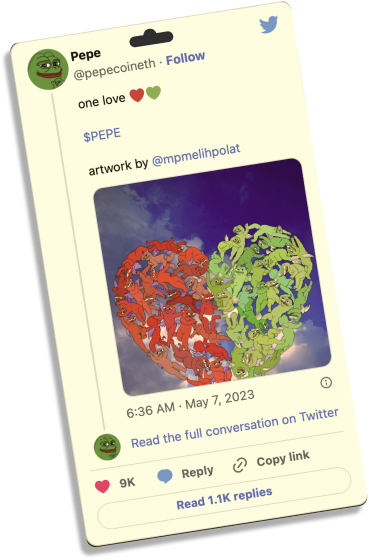 Pepe
@pepecoineth · Follow
one love ❤️💚
$PEPE
artwork by @mpmelihpolat
6:36 AM · May 7, 2023
Read the full conversation on Twitter
9K Reply Copy link
Read 1.1K replies